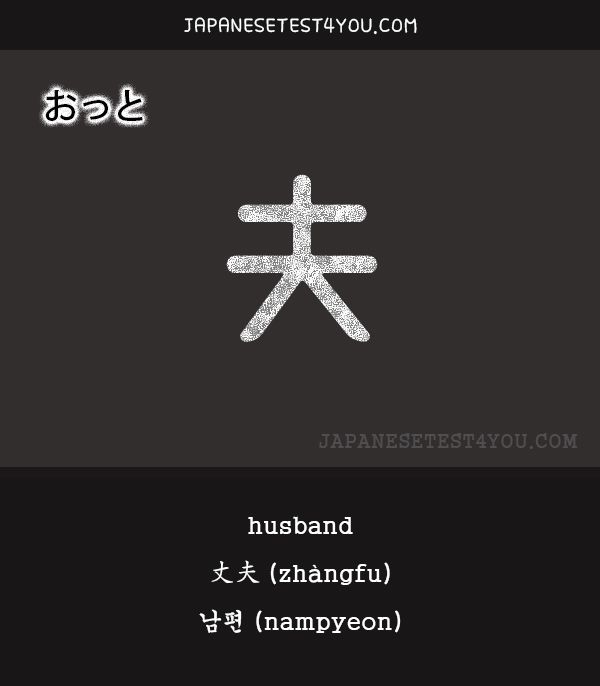 JAPANESETEST4YOU.COM
おっと
夫
JAPANESETEST4YOU.COM
husband
丈夫 (zhàngfu)
남편 (nampyeon)